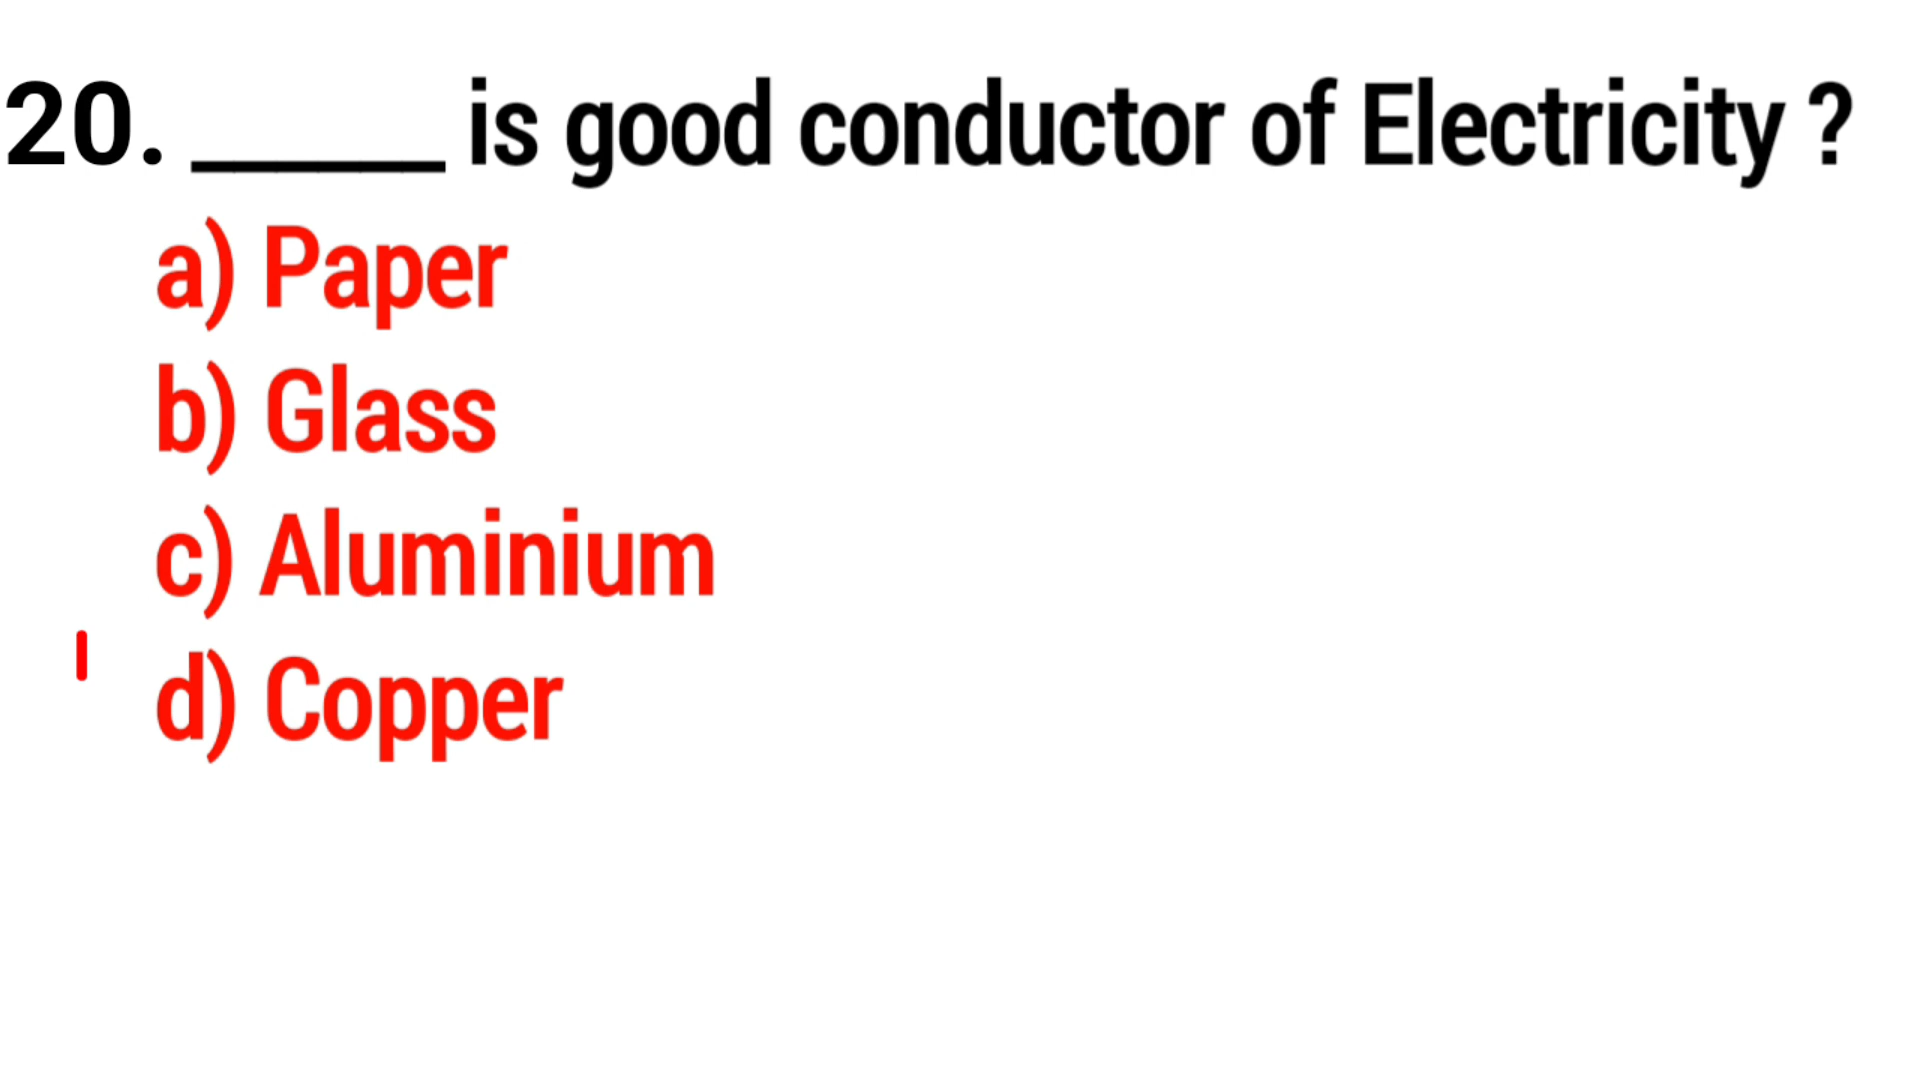 20. _____ is good conductor of Electricity ?
a) Paper
b) Glass
c) Aluminium
d) Copper